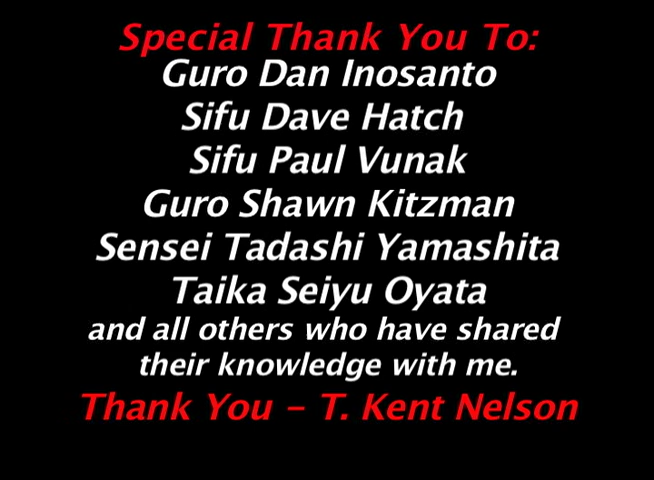 Special Thank You To:
Guro Dan Inosanto
Sifu Dave Hatch
Sifu Paul Vunak
Guro Shawn Kitzman
Sensei Tadashi Yamashita
Taika Seiyu Oyata
and all others who have shared
their knowledge with me.
Thank You - T. Kent Nelson